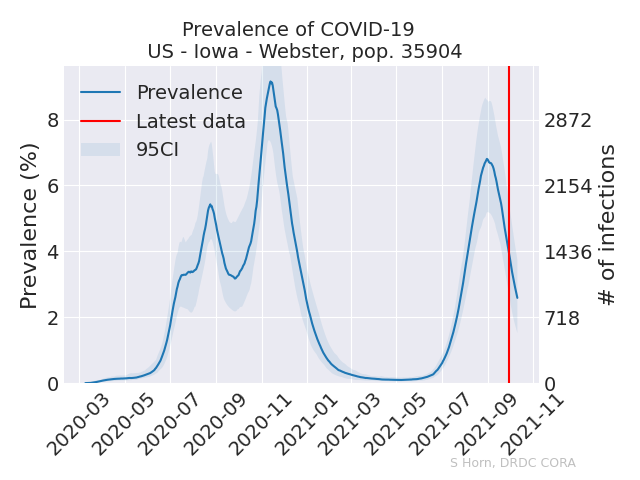 Prevalence of COVID-19
US - Iowa - Webster, pop. 35904
Prevalence
Latest data
95CI
Prevalence (%)
8
6
4
2
0
2872
2154
1436
718
0
# of infections
2020-03
2020-05
2020-07
2020-09
2020-11
2021-01
2021-03
2021-05
2021-07
2021-09
2021-11
S Horn, DRDC CORA